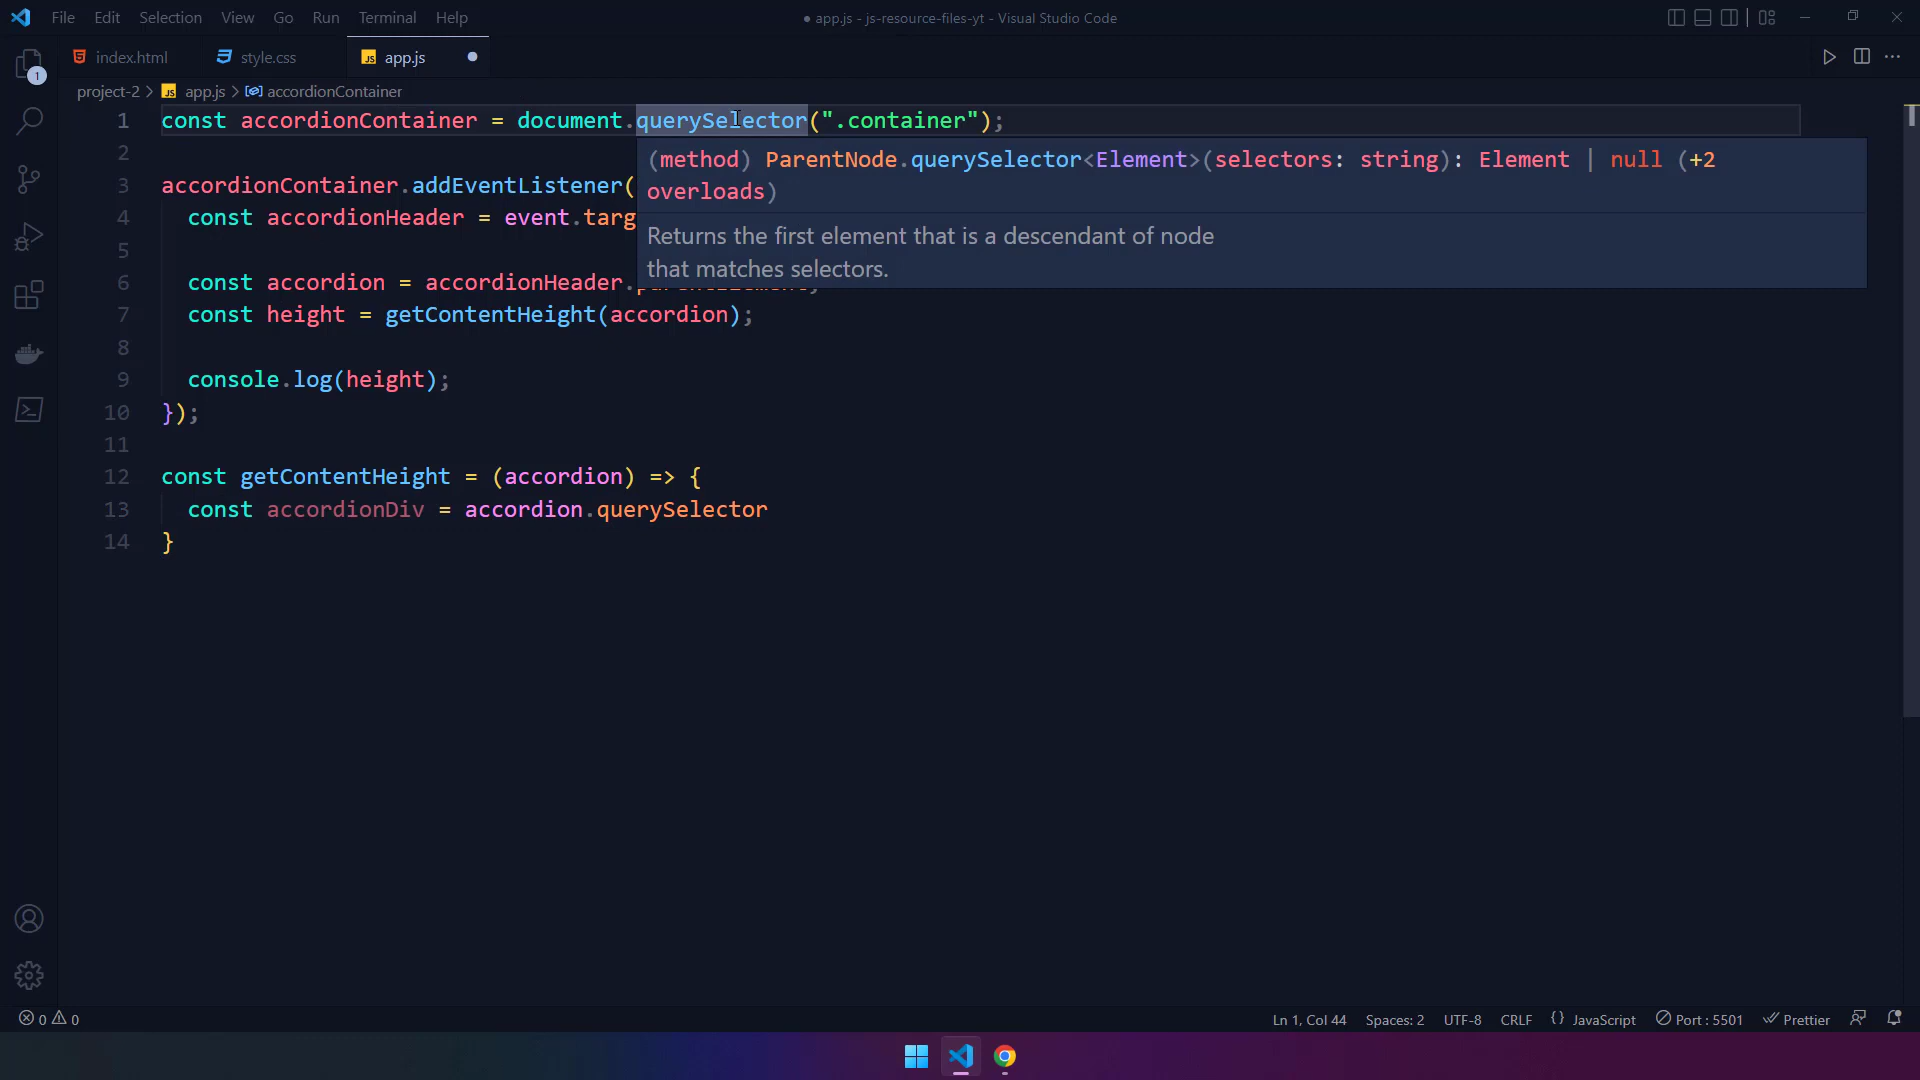 File Edit Selection View Go Run Terminal Help
● app.js - js-resource-files-yt - Visual Studio Code
index.html
style.css
JS app.js
1
project-2 > JS app.js > accordionContainer
1 const accordionContainer = document.querySelector(".container");
2
(method) ParentNode.querySelector<Element>(selectors: string): Element | null (+2
overloads)
Returns the first element that is a descendant of node
that matches selectors.
3 accordionContainer.addEventListener(
4 const accordionHeader = event.targ
5
6 const accordion = accordionHeader.
7 const height = getContentHeight(accordion);
8
9 console.log(height);
10 });
11
12 const getContentHeight = (accordion) => {
13 const accordionDiv = accordion.querySelector
14 }
0 0
Ln 1, Col 44
Spaces: 2
UTF-8
CRLF
{ } JavaScript
Port : 5501
Prettier